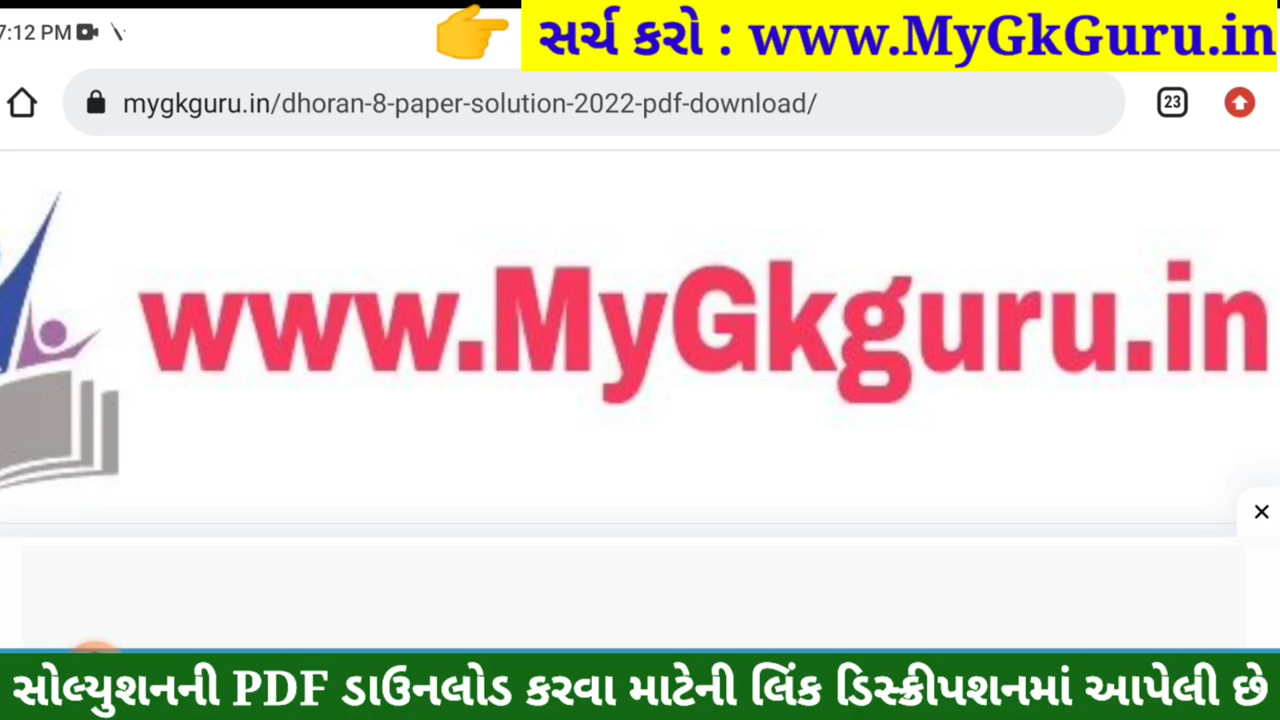 7:12 PM
👉 સર્ચ કરો : www.MyGkGuru.in
mygkguru.in/dhoran-8-paper-solution-2022-pdf-download/
23
www.MyGkguru.in
સોલ્યુશનની PDF ડાઉનલોડ કરવા માટેની લિંક ડિસ્ક્રીપશનમાં આપેલી છે